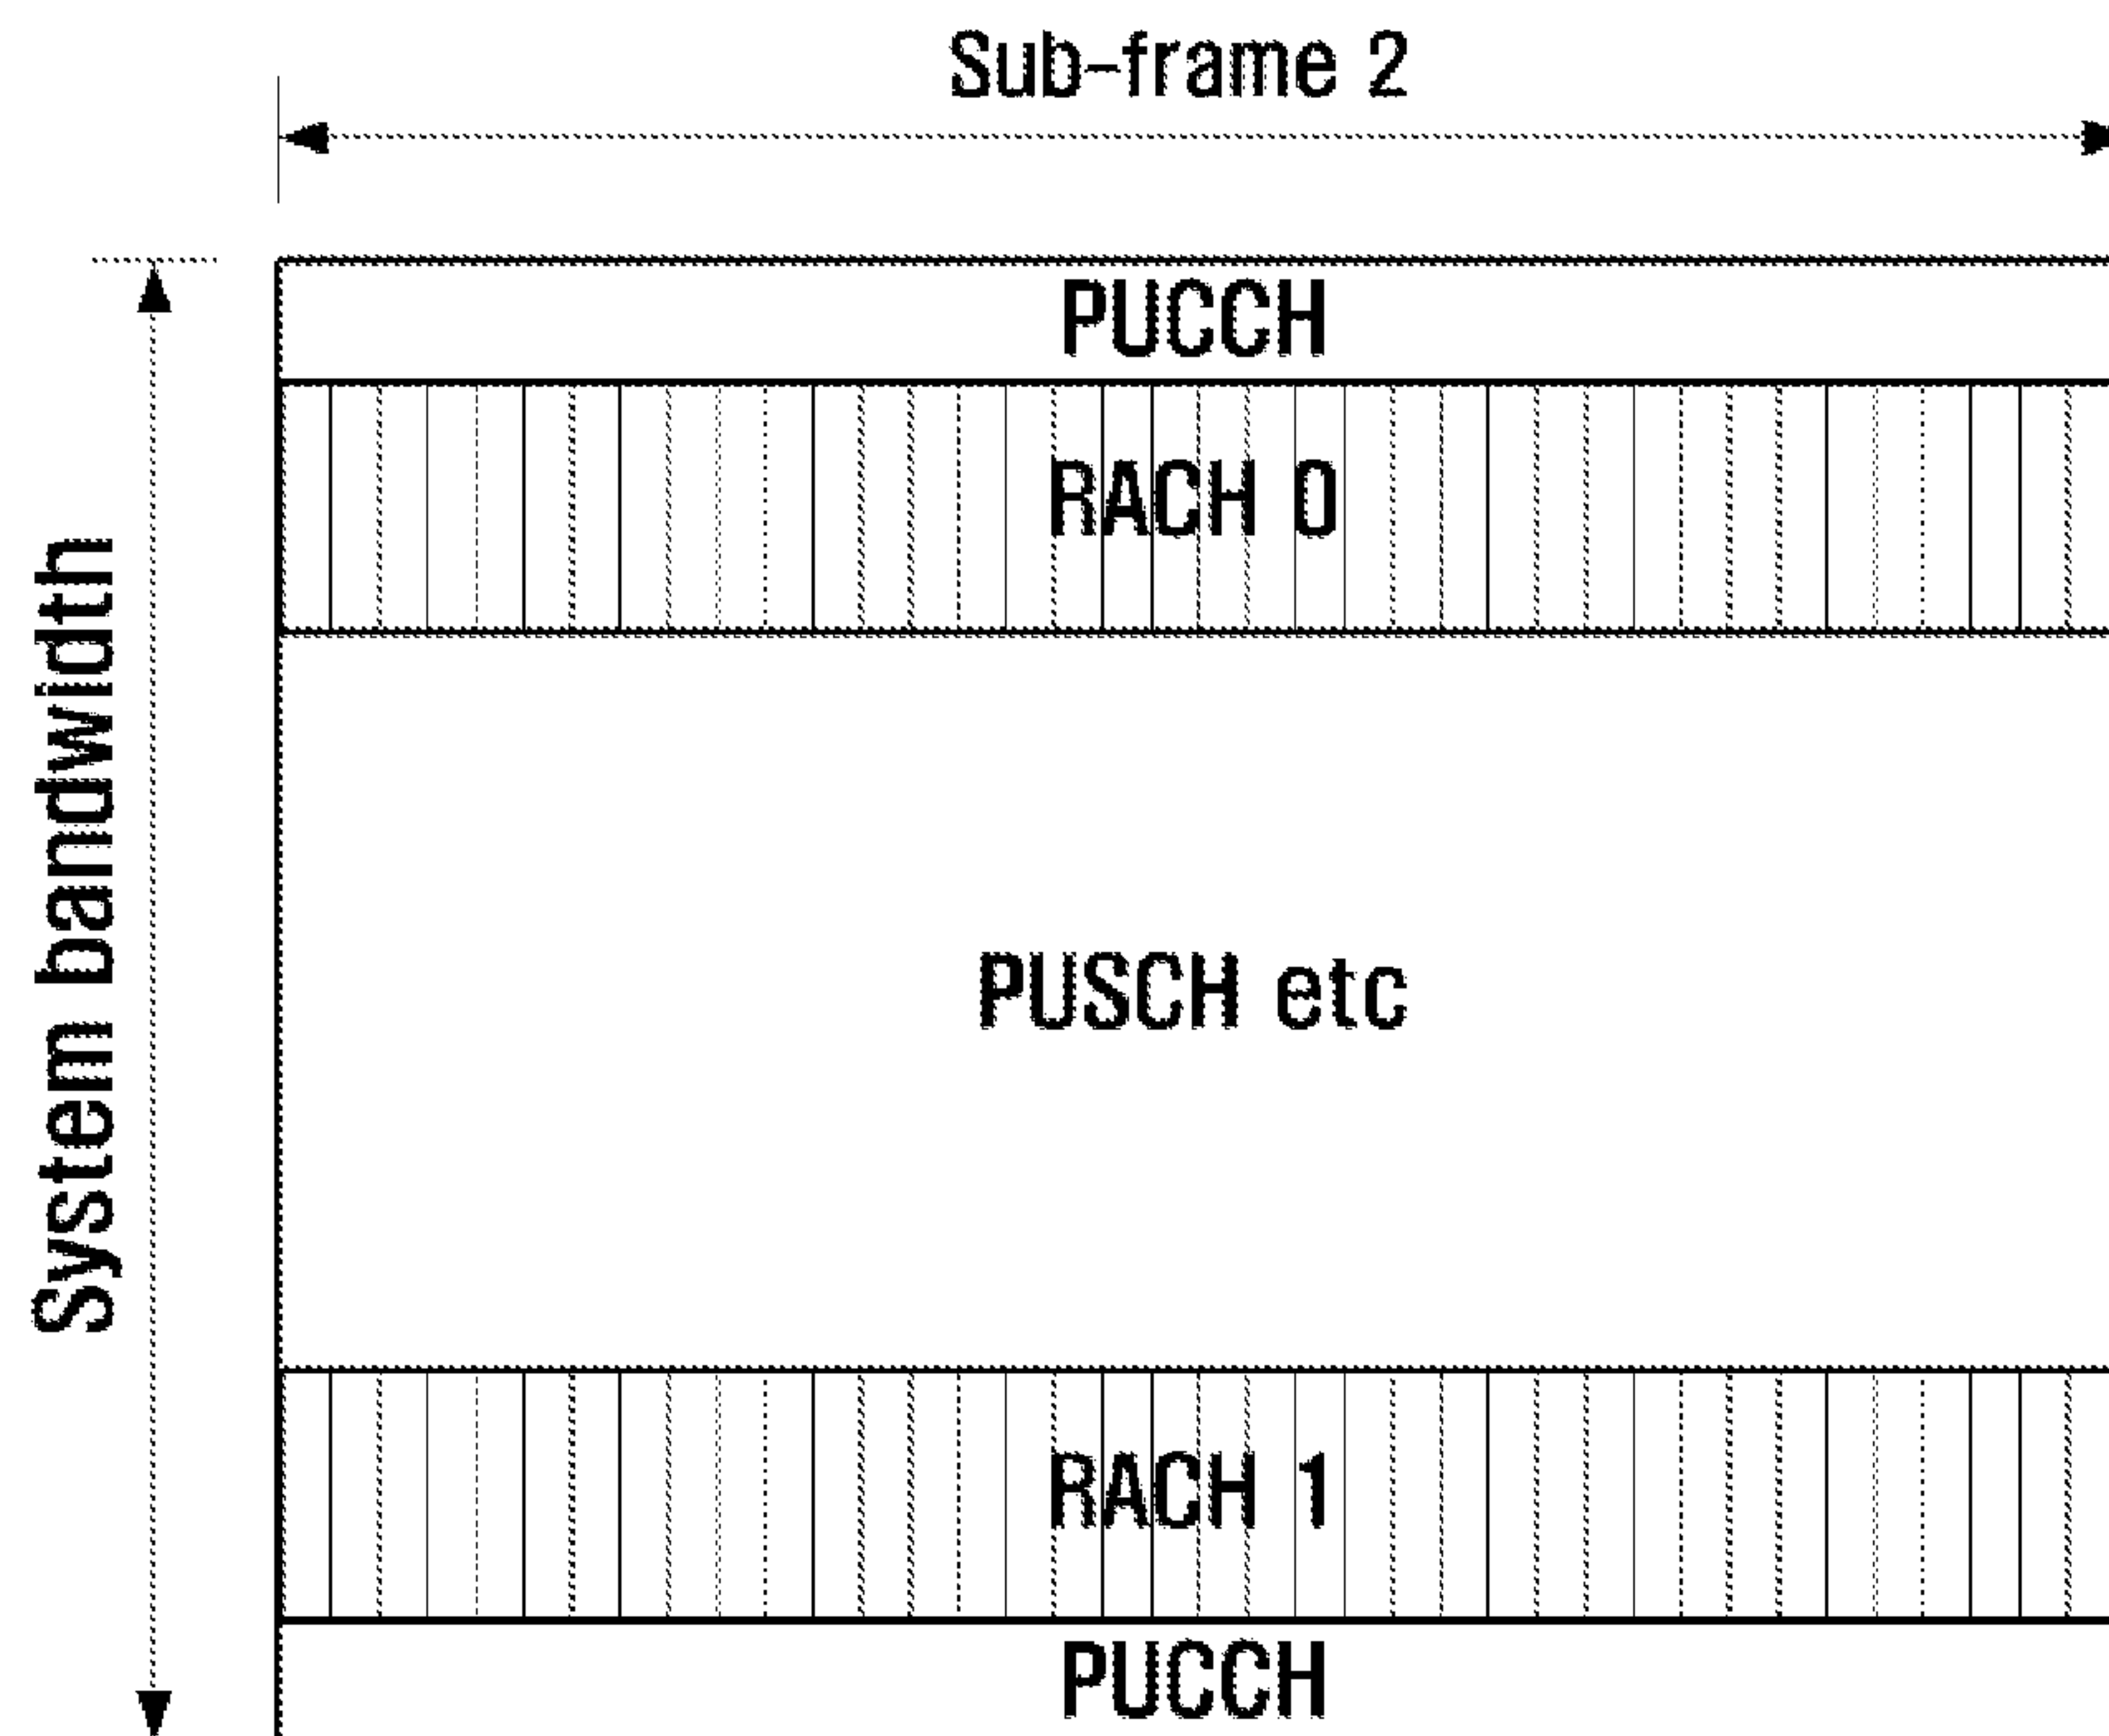 Sub-frame 2
System bandwidth
PUCCH
RACH 0
PUSCH etc
RACH 1
PUCCH